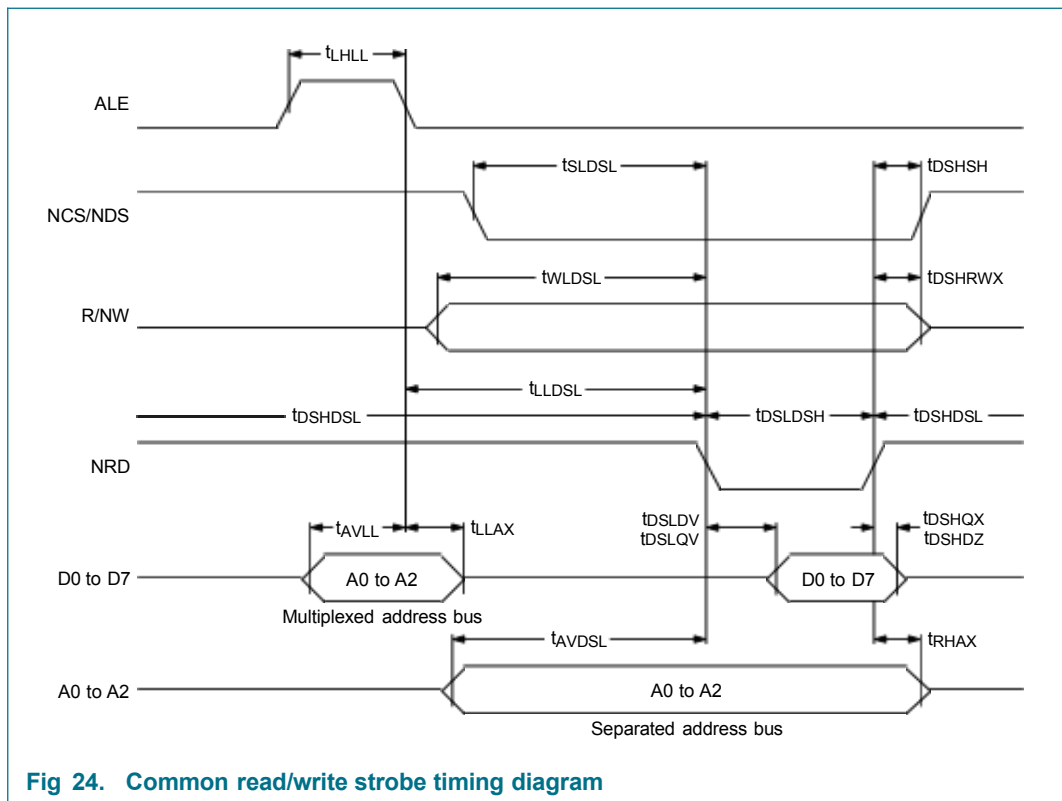 tLHLL
ALE
tSLDSL
tDSHSH
NCS/NDS
tWLDSL
tDSHRWX
R/NW
tLLDSL
tDSHDSL
tDSLDSH
tDSHDSL
NRD
tAVLL
tLLAX
tDSLDV
tDSLQV
tDSHQX
tDSHDZ
D0 to D7
A0 to A2
D0 to D7
Multiplexed address bus
tAVDSL
tRHAX
A0 to A2
A0 to A2
Separated address bus
Fig 24. Common read/write strobe timing diagram